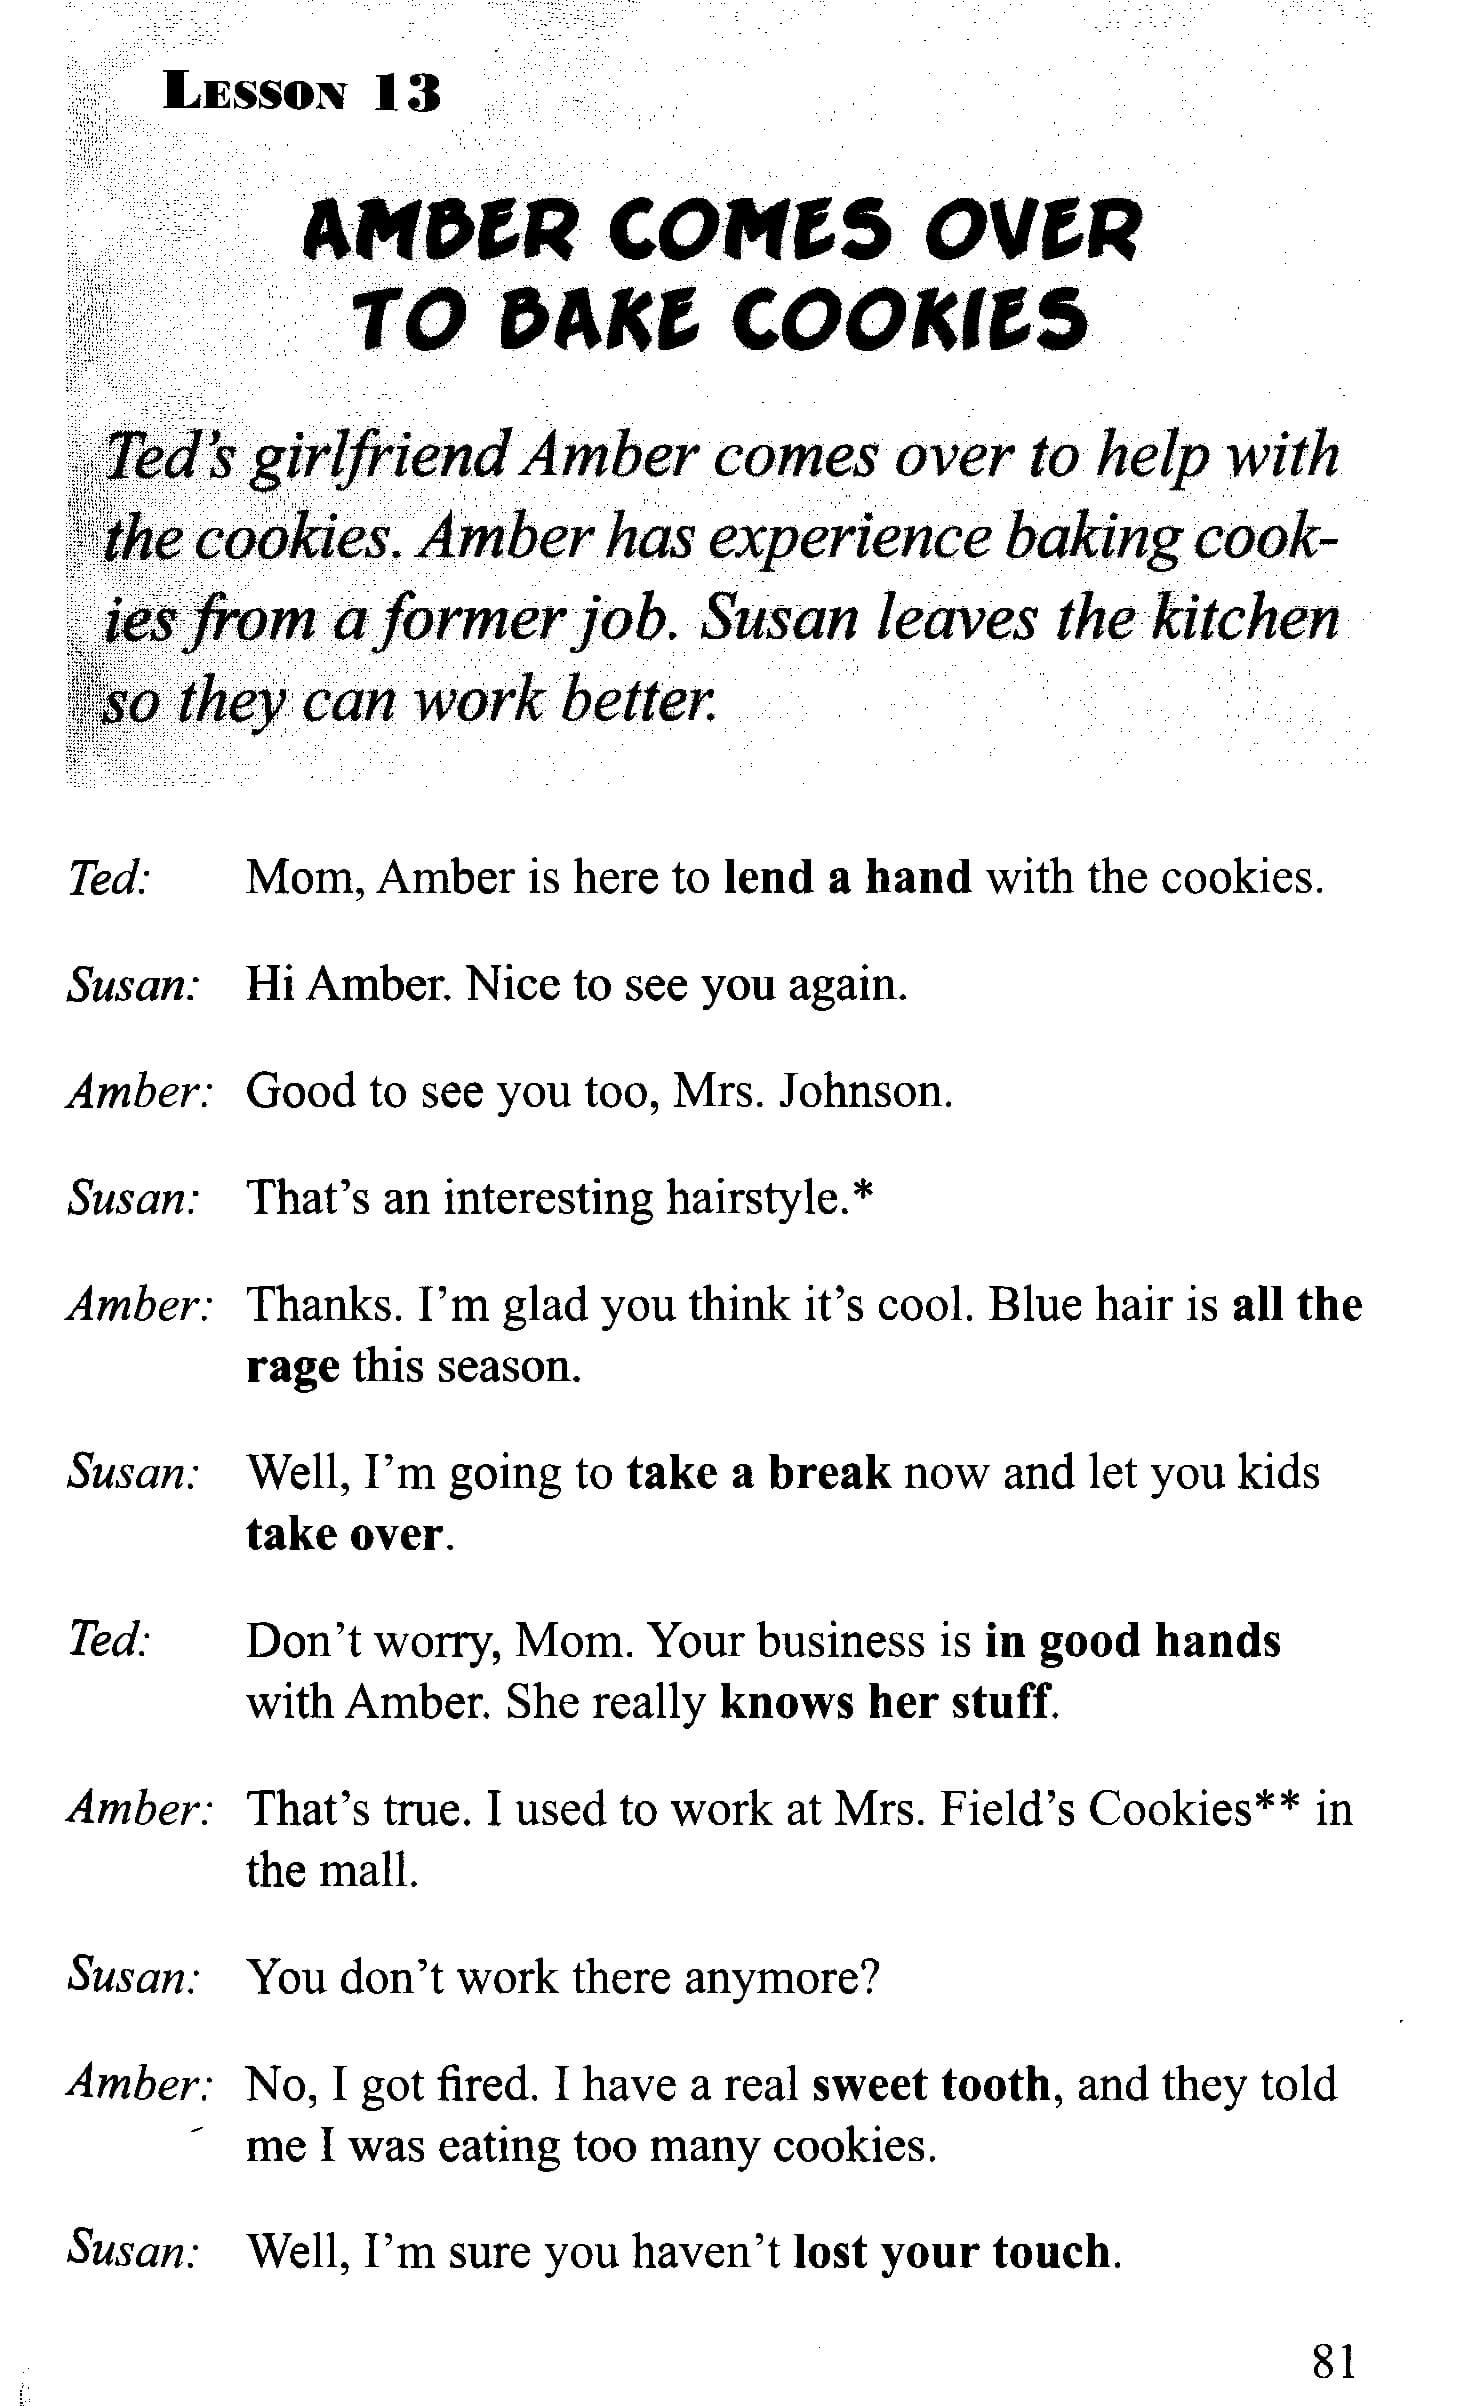 LESSON 13
AMBER COMES OVER
TO BAKE COOKIES
Ted's girlfriend Amber comes over to help with
the cookies. Amber has experience baking cook-
ies from a former job. Susan leaves the kitchen
so they can work better.
Ted: Mom, Amber is here to lend a hand with the cookies.
Susan: Hi Amber. Nice to see you again.
Amber: Good to see you too, Mrs. Johnson.
Susan: That's an interesting hairstyle.*
Amber: Thanks. I'm glad you think it's cool. Blue hair is all the
rage this season.
Susan: Well, I'm going to take a break now and let you kids
take over.
Ted: Don't worry, Mom. Your business is in good hands
with Amber. She really knows her stuff.
Amber: That's true. I used to work at Mrs. Field's Cookies** in
the mall.
Susan: You don't work there anymore?
Amber: No, I got fired. I have a real sweet tooth, and they told
me I was eating too many cookies.
Susan: Well, I'm sure you haven't lost your touch.
81